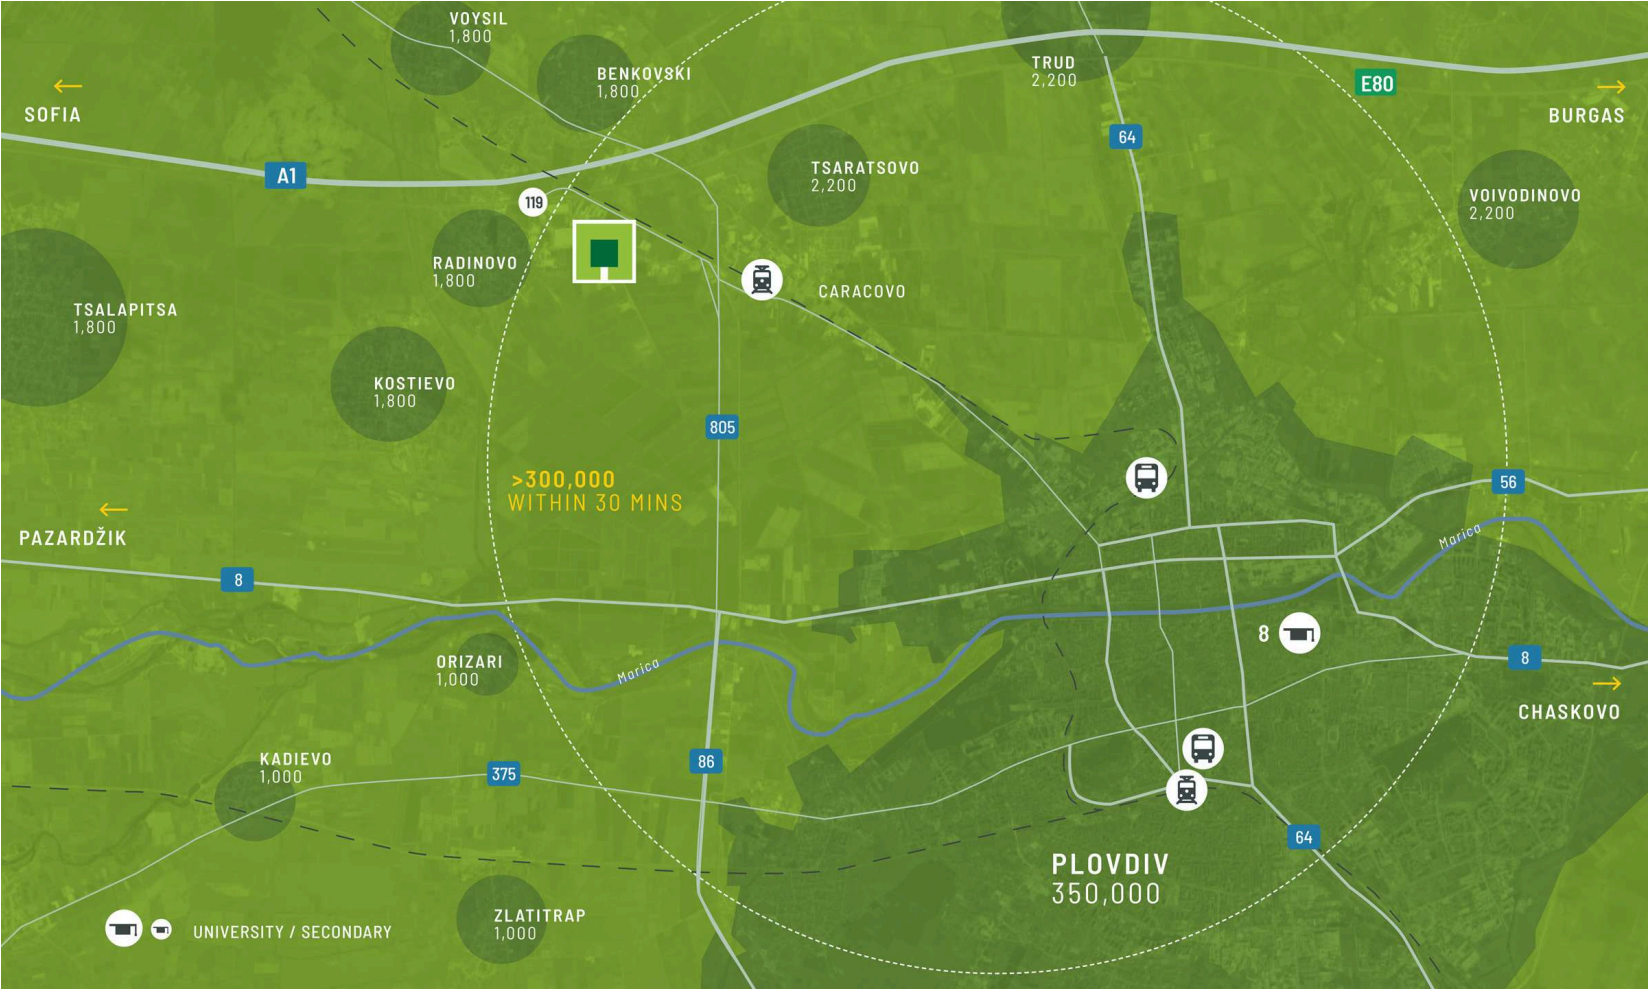 VOYSIL
1,800
BENKOVSKI
1,800
TRUD
2,200
E80
SOFIA
BURGAS
64
A1
TSARATSOVO
2,200
119
VOIVODINOVO
2,200
RADINOVO
1,800
CARACOVO
TSALAPITSA
1,800
KOSTIEVO
1,800
805
>300,000
WITHIN 30 MINS
56
PAZARDŽIK
Marica
8
8
8
ORIZARI
1,000
Marica
CHASKOVO
KADIEVO
1,000
375
86
64
PLOVDIV
350,000
ZLATITRAP
1,000
UNIVERSITY / SECONDARY